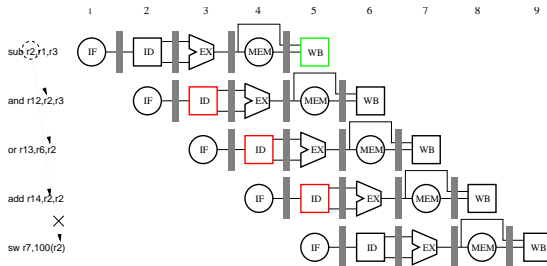 1 2 3 4 5 6 7 8 9
sub r2,r1,r3 IF ID EX MEM WB
and r12,r2,r3 IF ID EX MEM WB
or r13,r6,r2 IF ID EX MEM WB
add r14,r2,r2 IF ID EX MEM WB
sw r7,100(r2) IF ID EX MEM WB